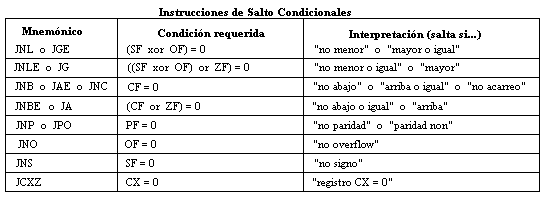 Instrucciones de Salto Condicionales
Mnemónico Condición requerida Interpretación (salta si...)
JNL o JGE (SF xor OF) = 0 "no menor" o "mayor o igual"
JNLE o JG ((SF xor OF) or ZF) = 0 "no menor o igual" o "mayor"
JNB o JAE o JNC CF = 0 "no abajo" o "arriba o igual" o "no acarreo"
JNBE o JA (CF or ZF) = 0 "no abajo o igual" o "arriba"
JNP o JPO PF = 0 "no paridad" o "paridad non"
JNO OF = 0 "no overflow"
JNS SF = 0 "no signo"
JCXZ CX = 0 "registro CX = 0"